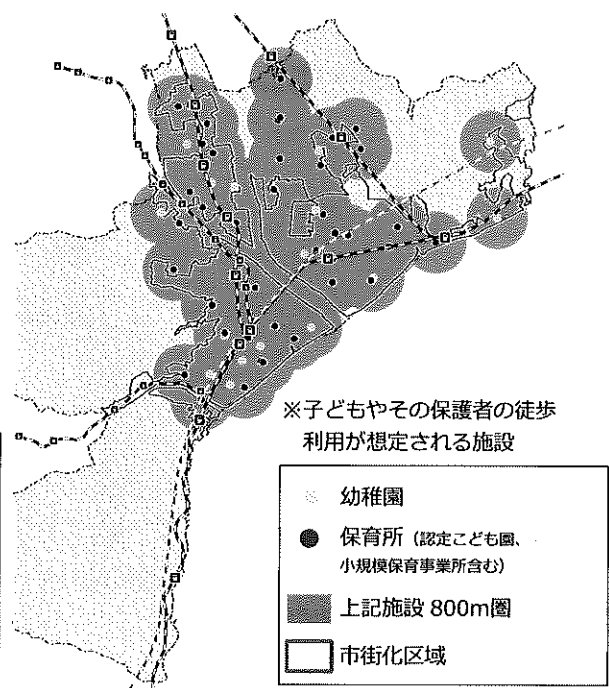 ※子どもやその保護者の徒歩
利用が想定される施設
幼稚園
保育所（認定こども園、
小規模保育事業所含む）
上記施設 800m圏
市街化区域